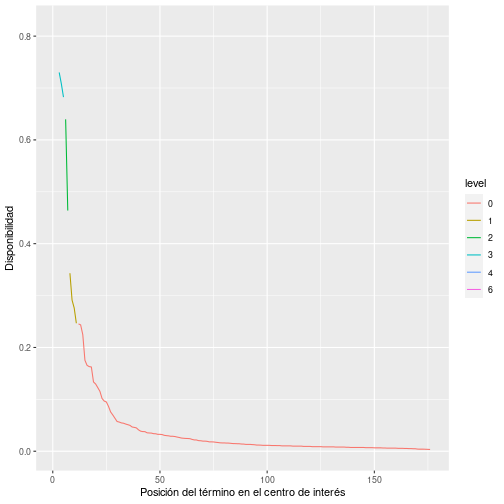 0.8
0.6
0.4
0.2
0.0
Disponibilidad
0 50 100 150
Posición del término en el centro de interés
level
0
1
2
3
4
6